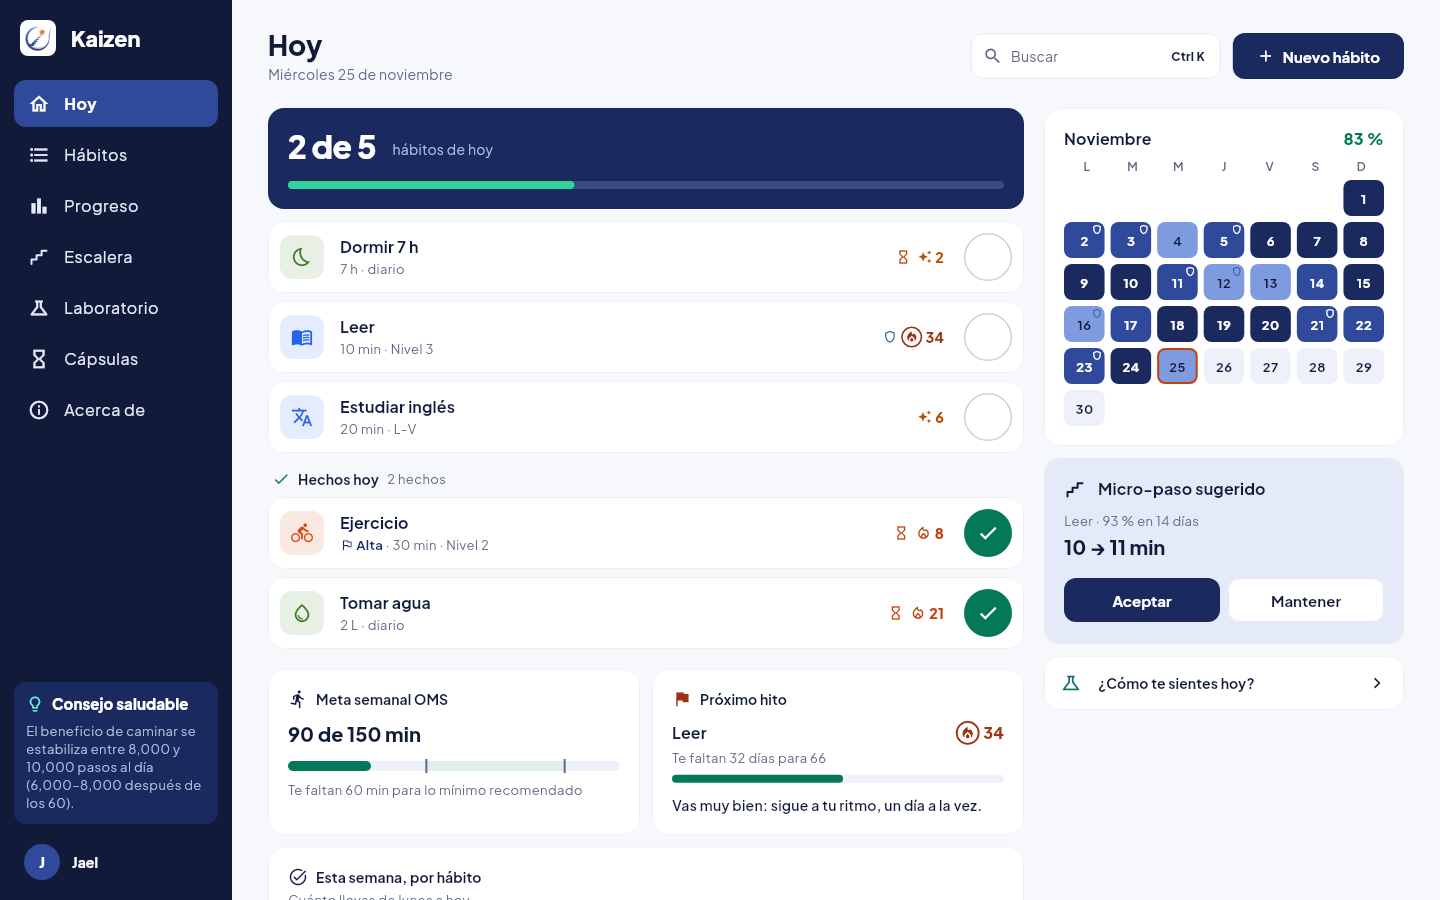 Kaizen
Hoy
Hábitos
Progreso
Escalera
Laboratorio
Cápsulas
Acerca de
Consejo saludable
El beneficio de caminar se
estabiliza entre 8,000 y
10,000 pasos al día
(6,000–8,000 después de
los 60).
J
Jael
Hoy
Miércoles 25 de noviembre
Buscar
Ctrl K
Nuevo hábito
2 de 5 hábitos de hoy
Dormir 7 h
7 h · diario
2
Leer
10 min · Nivel 3
34
Estudiar inglés
20 min · L-V
6
Hechos hoy 2 hechos
Ejercicio
Alta · 30 min · Nivel 2
8
Tomar agua
2 L · diario
21
Meta semanal OMS
90 de 150 min
Te faltan 60 min para lo mínimo recomendado
Próximo hito
Leer
34
Te faltan 32 días para 66
Vas muy bien: sigue a tu ritmo, un día a la vez.
Esta semana, por hábito
Cuánto llevas de lunes a hoy
Noviembre 83 %
L M M J V S D
1
2 3 4 5 6 7 8
9 10 11 12 13 14 15
16 17 18 19 20 21 22
23 24 25 26 27 28 29
30
Micro-paso sugerido
Leer · 93 % en 14 días
10 → 11 min
Aceptar
Mantener
¿Cómo te sientes hoy?